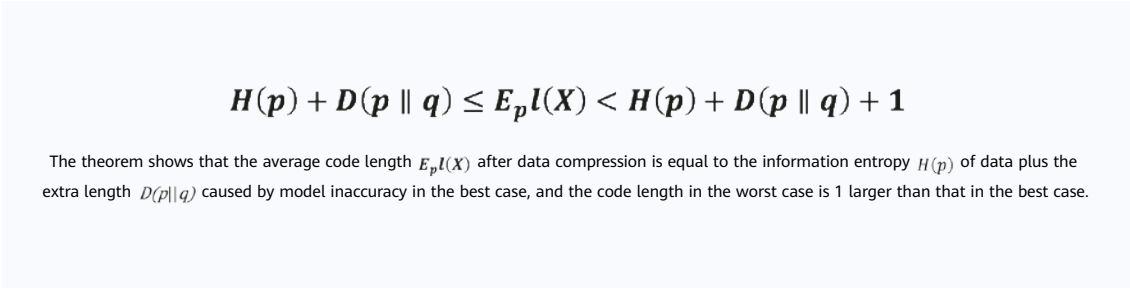 H(p) + D(p ∥ q) ≤ E_p l(X) < H(p) + D(p ∥ q) + 1
The theorem shows that the average code length E_p l(X) after data compression is equal to the information entropy H(p) of data plus the
extra length D(p||q) caused by model inaccuracy in the best case, and the code length in the worst case is 1 larger than that in the best case.